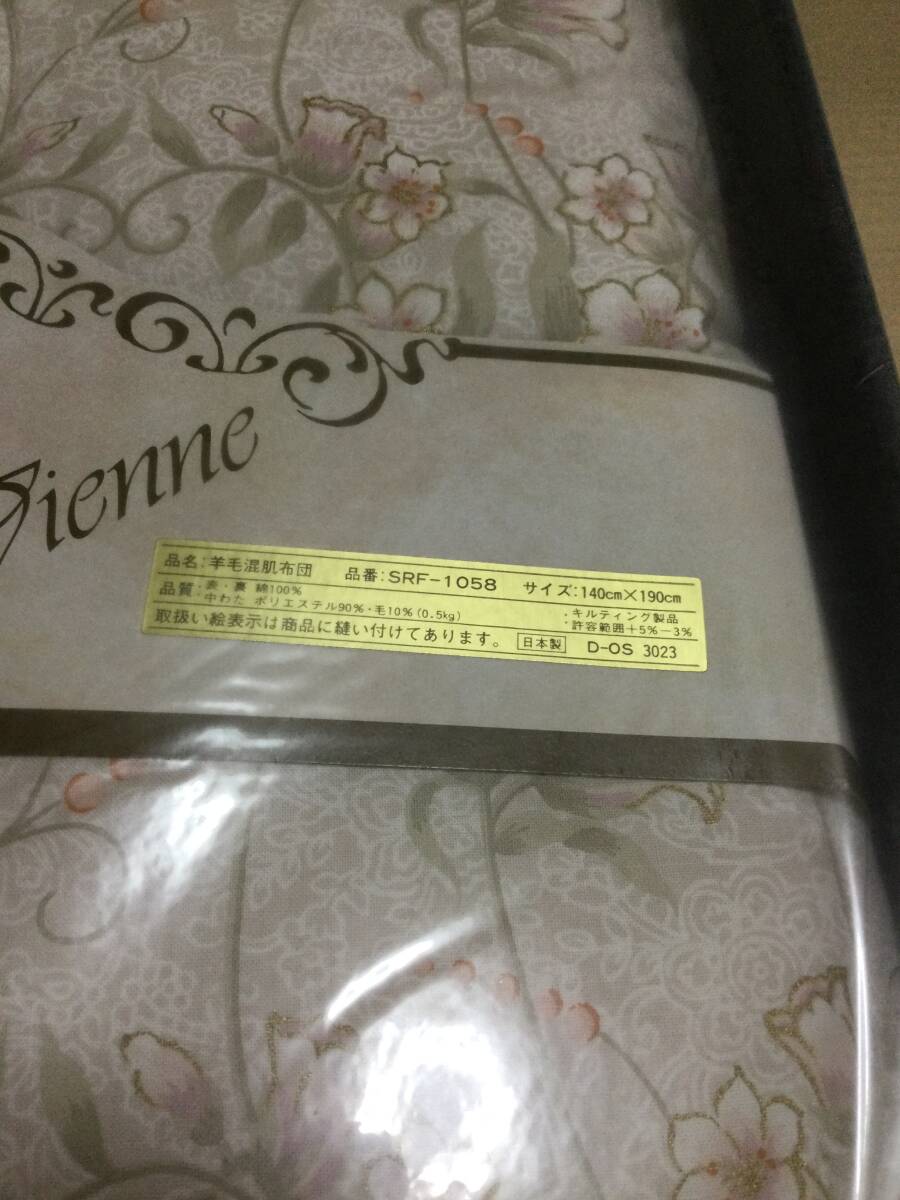 ienne
品名：羊毛混肌布団 品番：SRF-1058 サイズ：140cm×190cm
品質・表・裏 綿100%
・中わた ポリエステル90%・毛10%(0.5kg)
・キルティング製品
・許容範囲+5%-3%
取扱い絵表示は商品に縫い付けてあります。 日本製 D-OS 3023